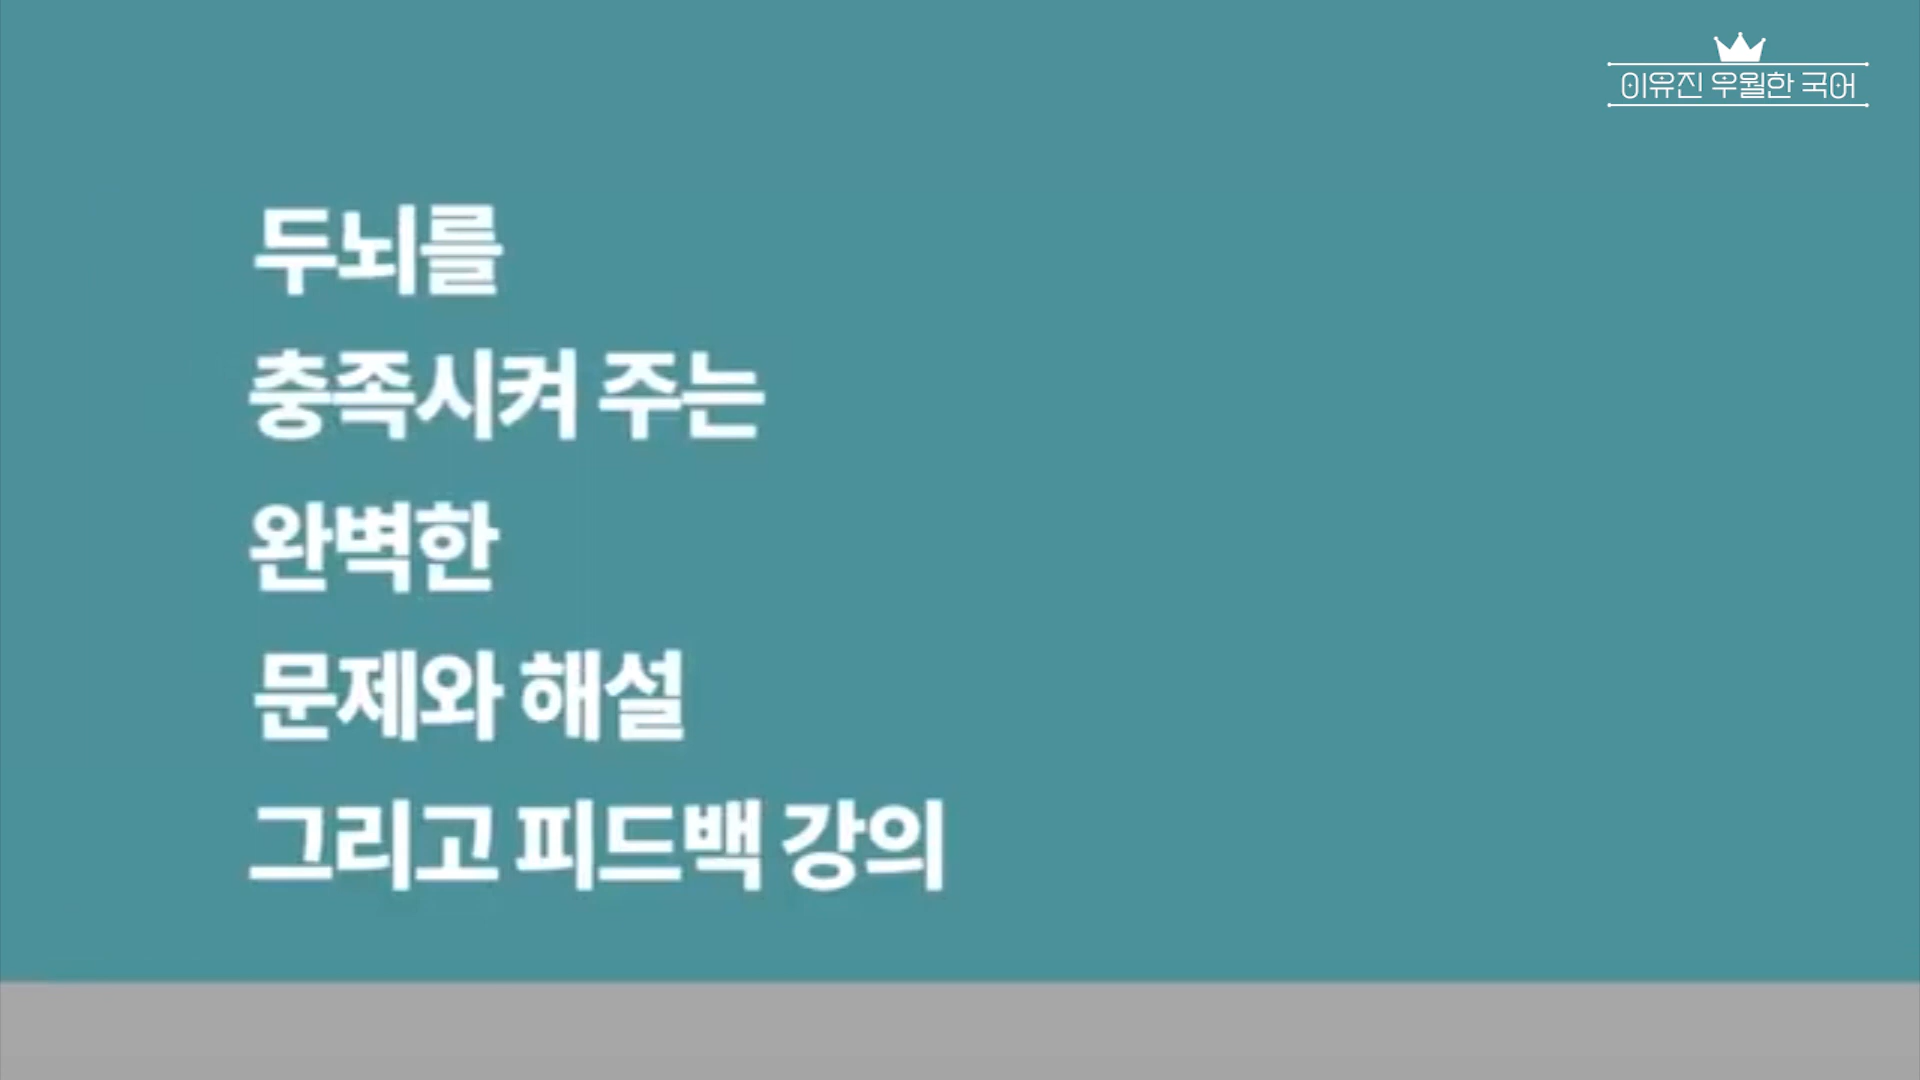 이유진 우월한 국어
두뇌를
충족시켜 주는
완벽한
문제와 해설
그리고 피드백 강의